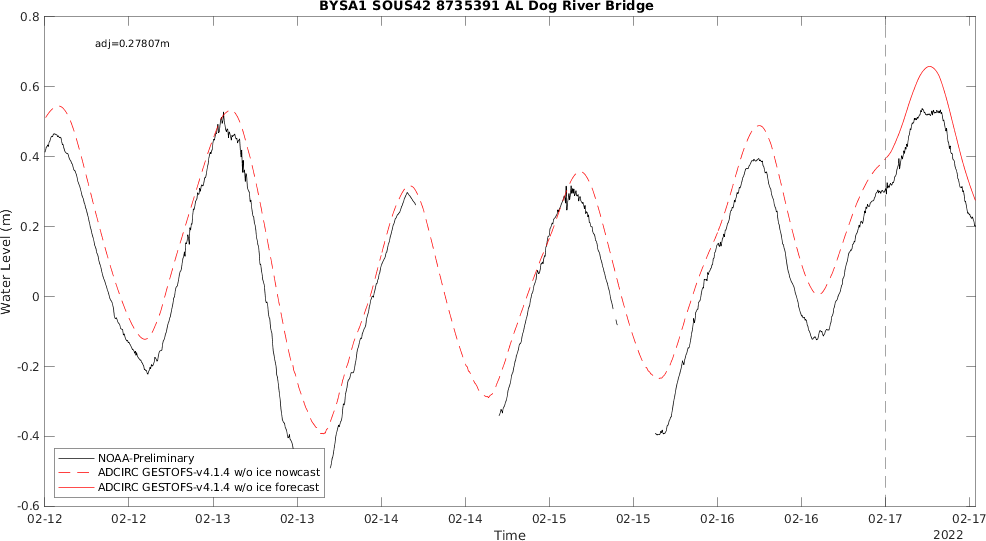 BYSA1 SOUS42 8735391 AL Dog River Bridge
adj=0.27807m
0.8
0.6
0.4
0.2
0
-0.2
-0.4
-0.6
Water Level (m)
NOAA-Preliminary
ADCIRC GESTOFS-v4.1.4 w/o ice nowcast
ADCIRC GESTOFS-v4.1.4 w/o ice forecast
02-12 02-12 02-13 02-13 02-14 02-14 02-15 02-15 02-16 02-16 02-17 02-17
Time
2022